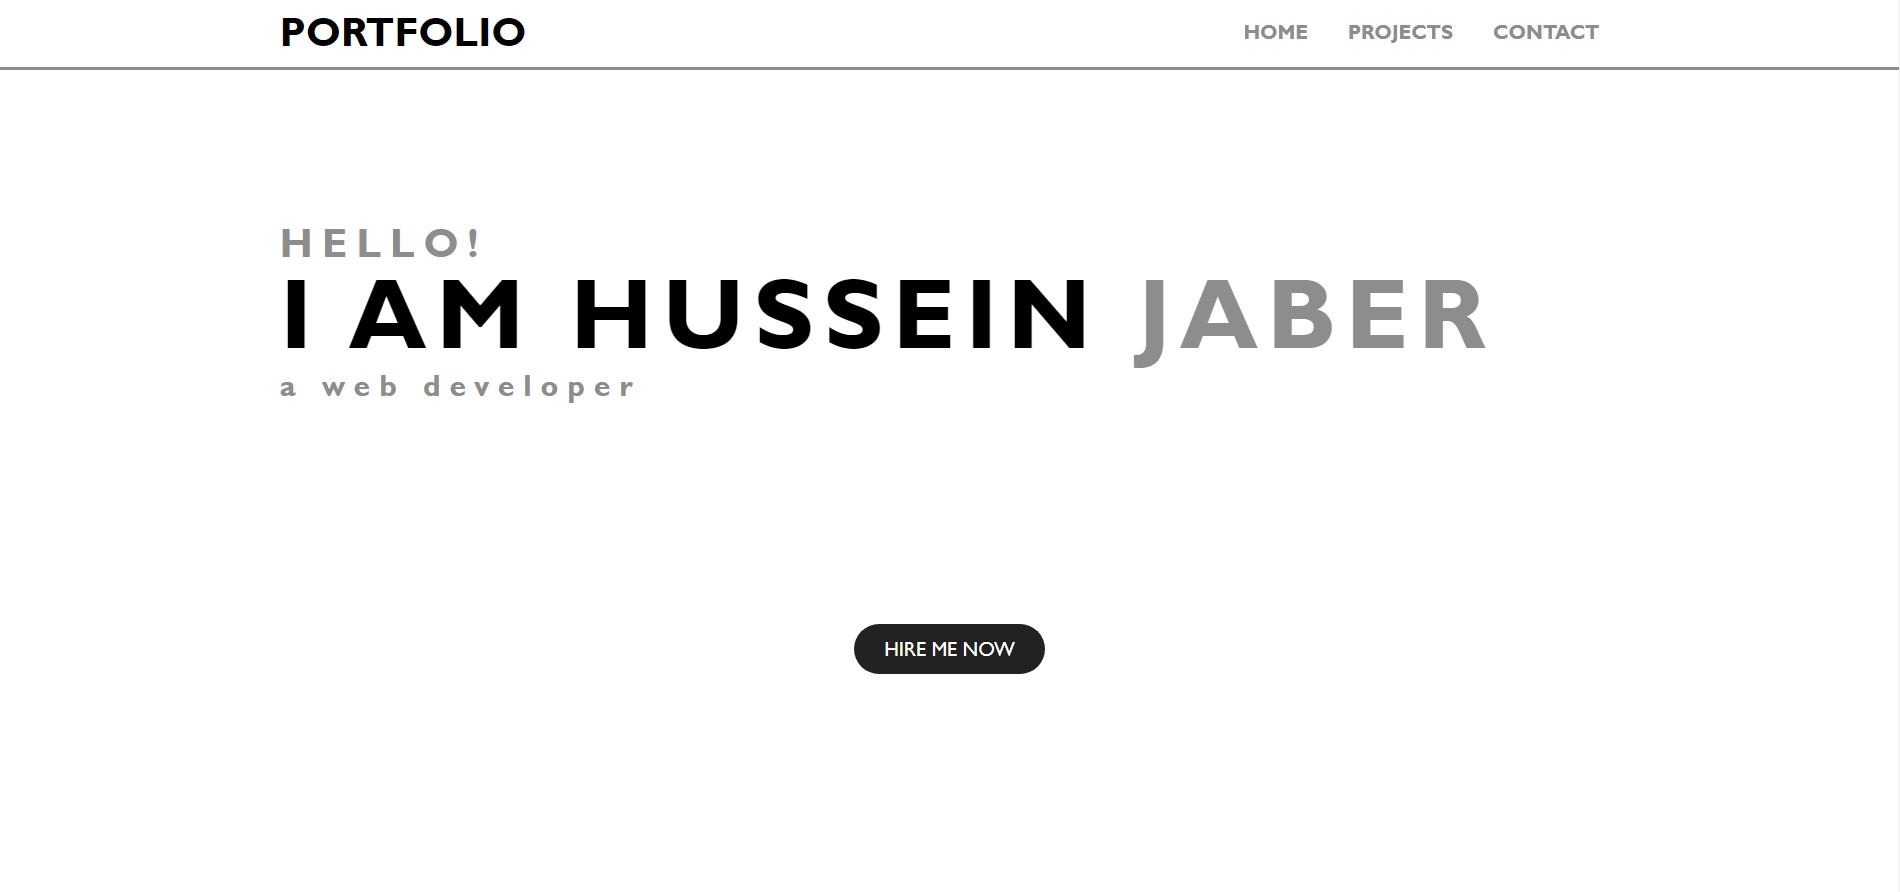 PORTFOLIO HOME PROJECTS CONTACT
HELLO!
I AM HUSSEIN JABER
a web developer
HIRE ME NOW